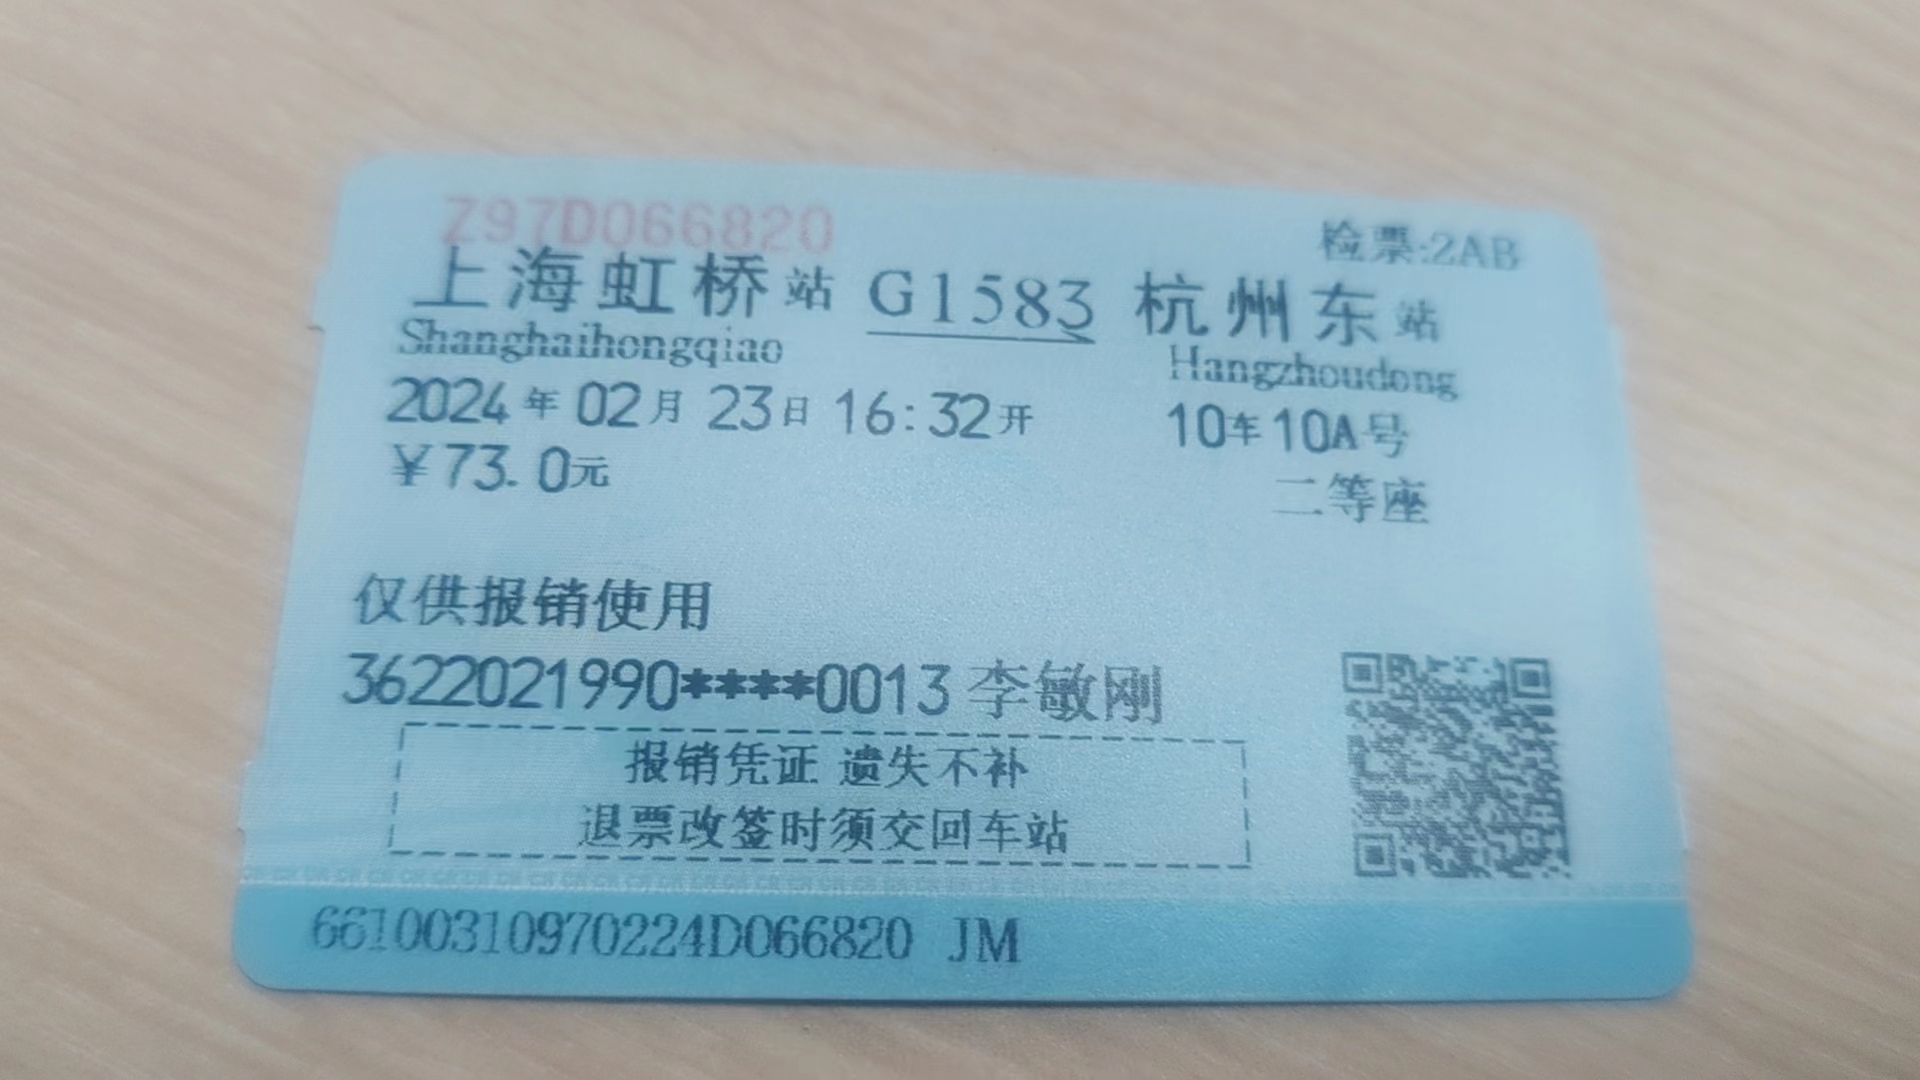 Z97D066820
检票:2AB
上海虹桥站 G1583 杭州东站
Shanghaihongqiao Hangzhoudong
2024年02月23日16:32开 10车10A号
￥73.0元 二等座
仅供报销使用
3622021990****0013 李敏刚
报销凭证 遗失不补
退票改签时须交回车站
66100310970224D066820 JM